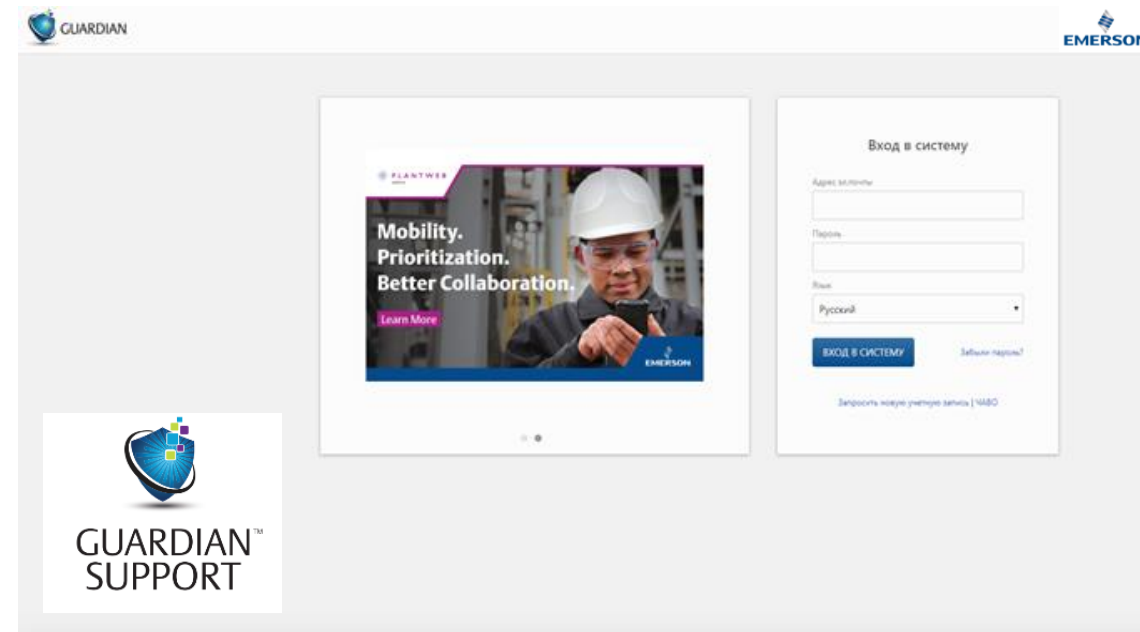 GUARDIAN
EMERSON
PLANTWEB
Mobility.
Prioritization.
Better Collaboration.
Learn More
EMERSON
Вход в систему
Адрес эл.почты
Пароль
Язык
Русский
ВХОД В СИСТЕМУ
Забыли пароль?
Запросить новую учетную запись | ЧАВО
GUARDIAN™
SUPPORT